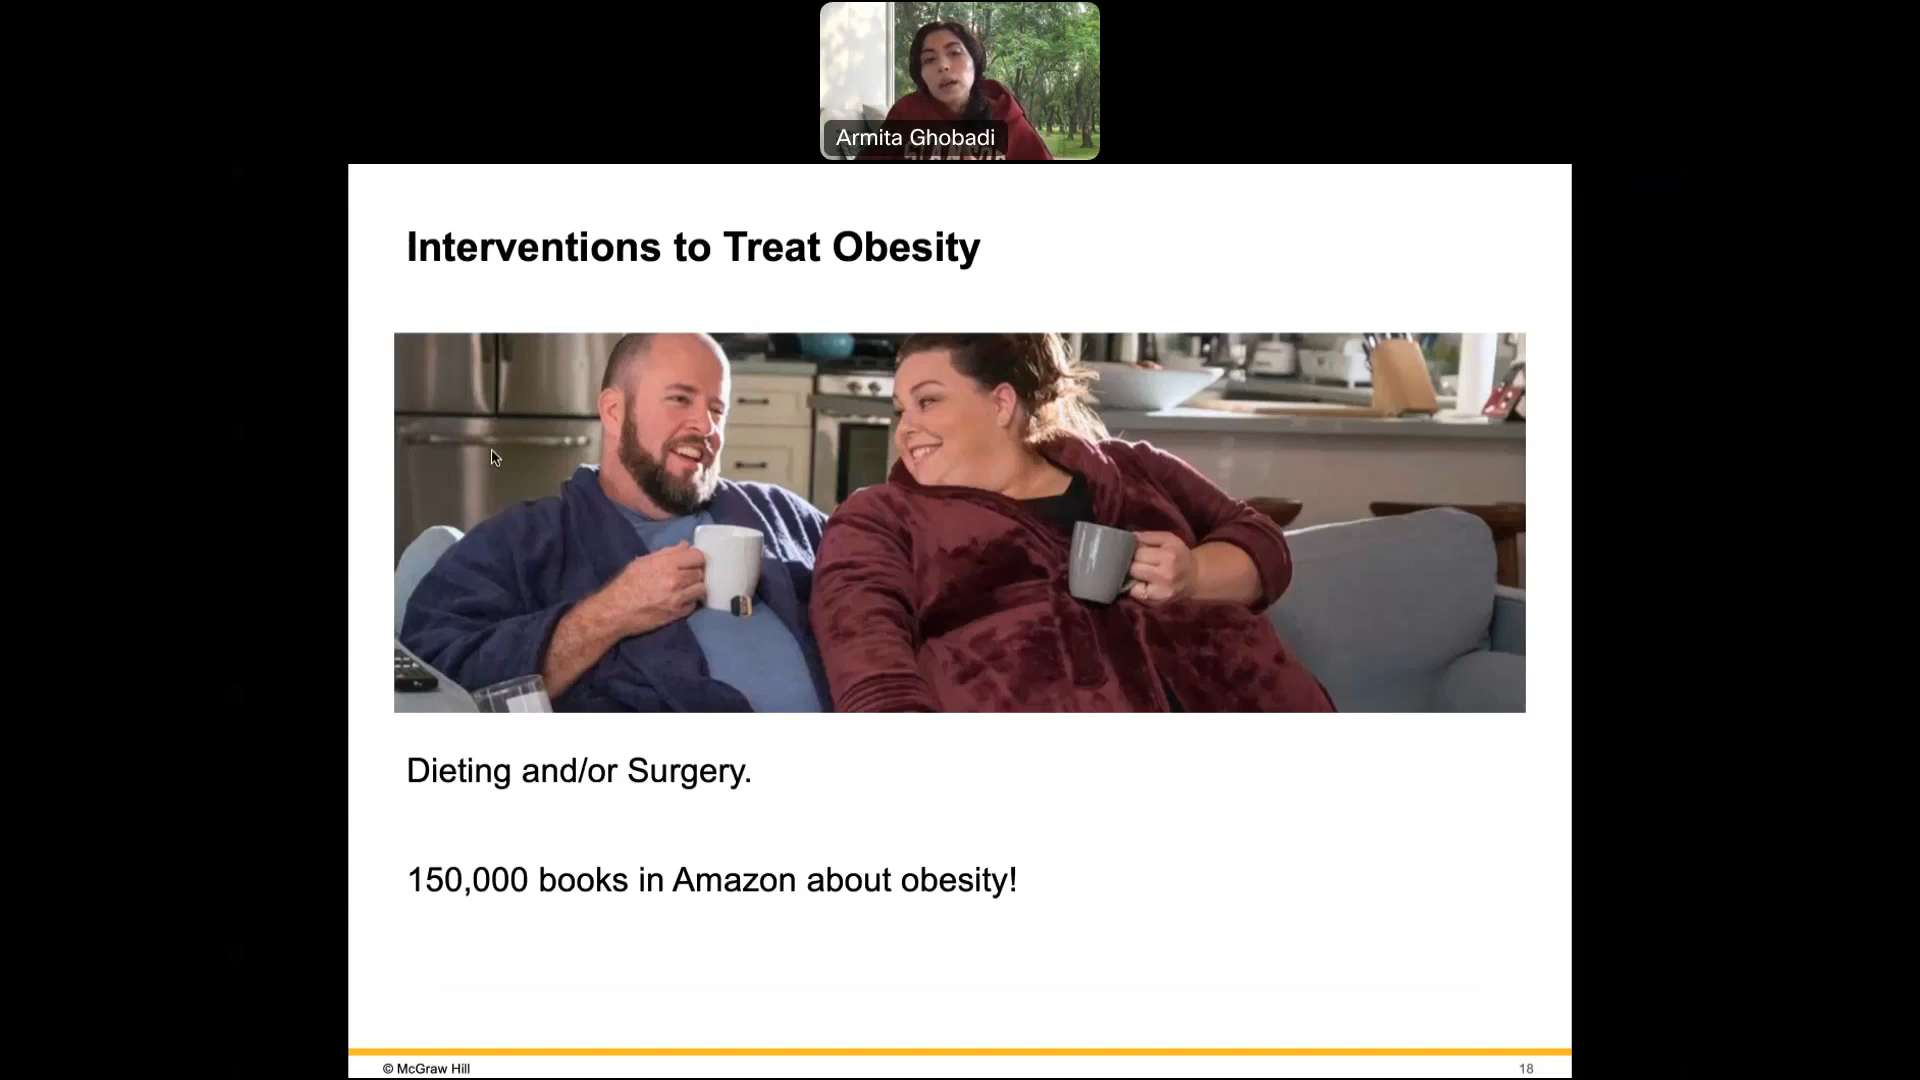 Armita Ghobadi
Interventions to Treat Obesity
Dieting and/or Surgery.
150,000 books in Amazon about obesity!
© McGraw Hill
18